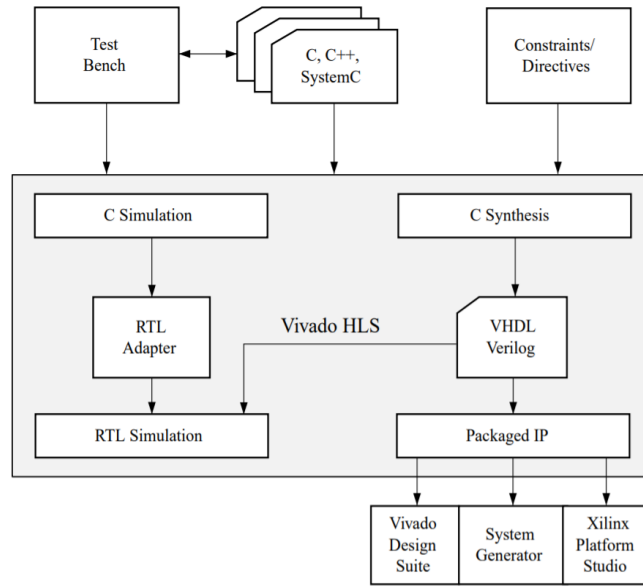 Test
Bench
C, C++,
SystemC
Constraints/
Directives
C Simulation
C Synthesis
RTL
Adapter
Vivado HLS
VHDL
Verilog
RTL Simulation
Packaged IP
Vivado
Design
Suite
System
Generator
Xilinx
Platform
Studio